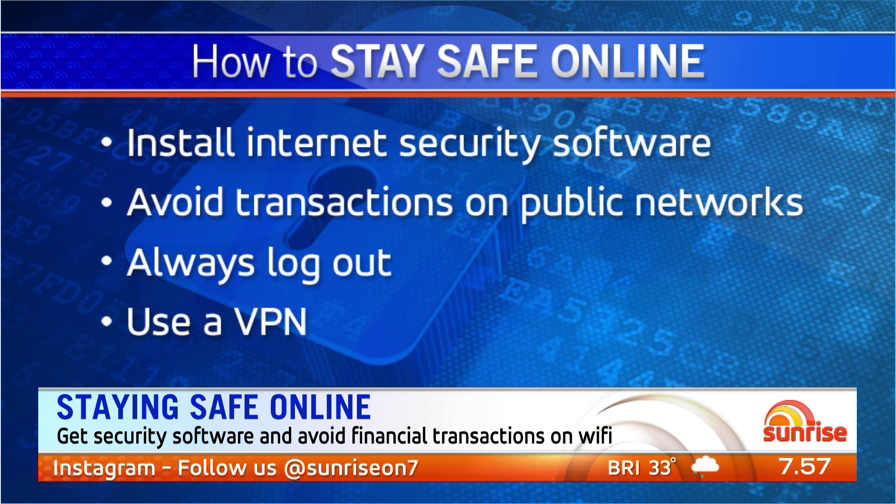 How to STAY SAFE ONLINE
• Install internet security software
• Avoid transactions on public networks
• Always log out
• Use a VPN
STAYING SAFE ONLINE
Get security software and avoid financial transactions on wifi
sunrise
Instagram - Follow us @sunriseon7 BRI 33° 7.57